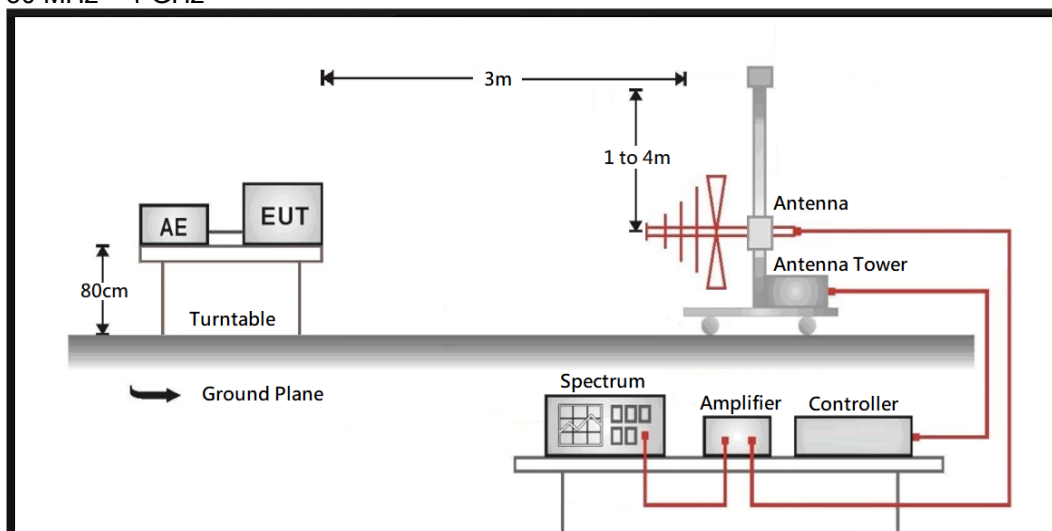 3m
1 to 4m
Antenna
AE
EUT
Antenna Tower
80cm
Turntable
Ground Plane
Spectrum
Amplifier
Controller